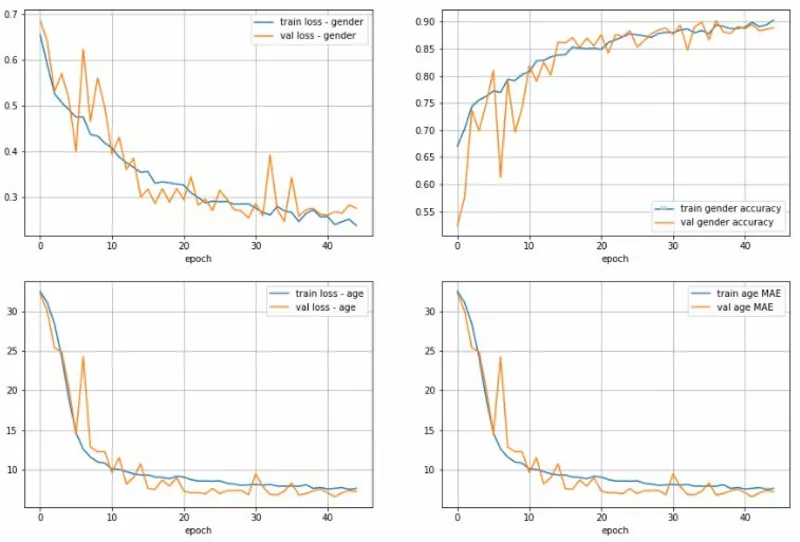 train loss - gender
val loss - gender
0.7
0.6
0.5
0.4
0.3
0 10 20 30 40
epoch
0.90
0.85
0.80
0.75
0.70
0.65
0.60
0.55
train gender accuracy
val gender accuracy
0 10 20 30 40
epoch
train loss - age
val loss - age
30
25
20
15
10
0 10 20 30 40
epoch
train age MAE
val age MAE
30
25
20
15
10
0 10 20 30 40
epoch